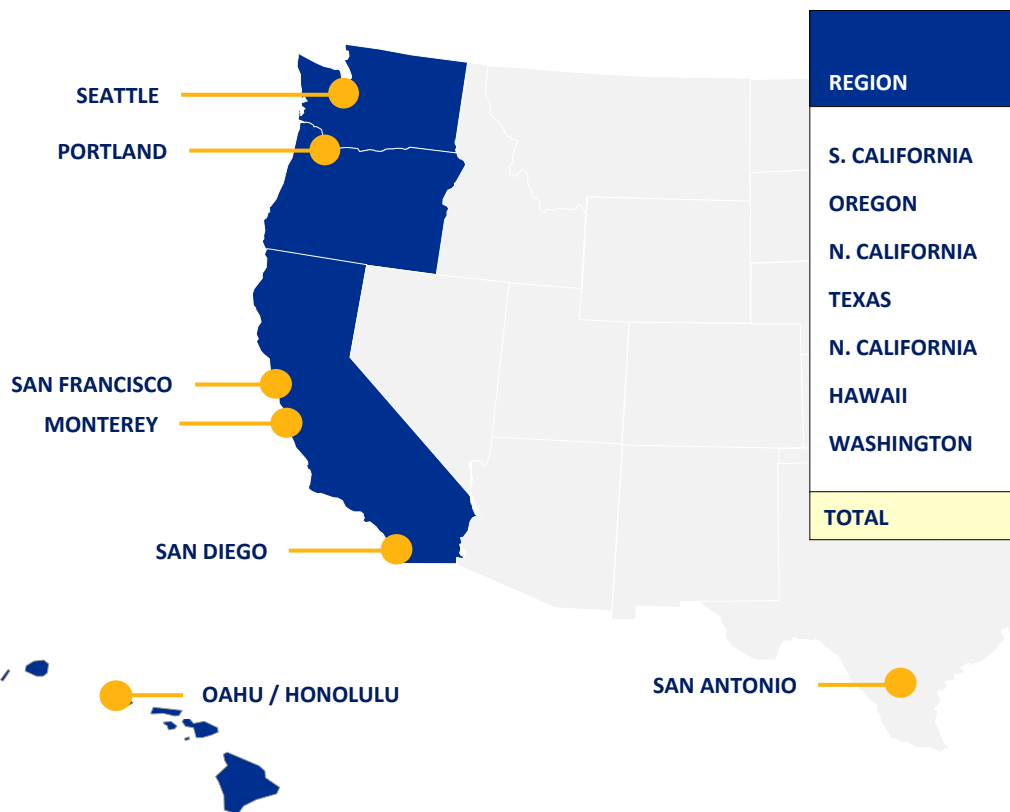 SEATTLE
PORTLAND
SAN FRANCISCO
MONTEREY
SAN DIEGO
OAHU / HONOLULU
SAN ANTONIO
REGION
S. CALIFORNIA
OREGON
N. CALIFORNIA
TEXAS
N. CALIFORNIA
HAWAII
WASHINGTON
TOTAL